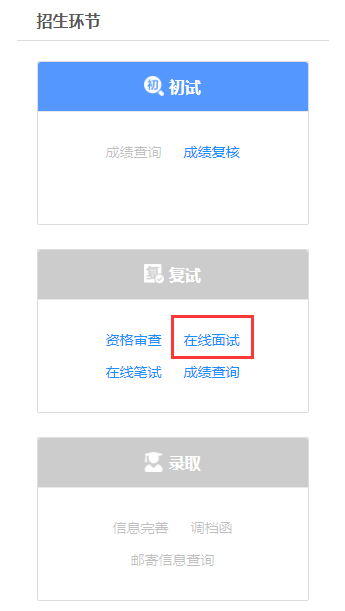 招生环节
初 初试
成绩查询 成绩复核
复 复试
资格审查 在线面试
在线笔试 成绩查询
录取
信息完善 调档函
邮寄信息查询